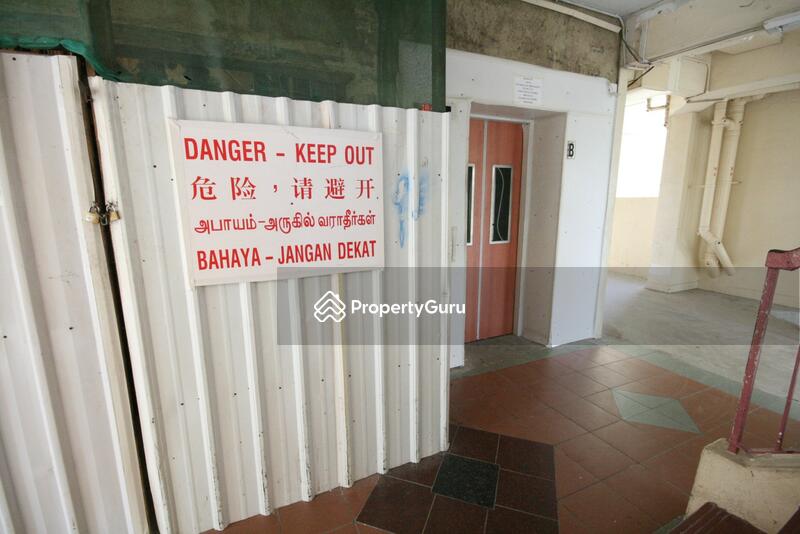 DANGER - KEEP OUT
危险，请避开
அபாயம்-அருகில் வராதீர்கள்
BAHAYA - JANGAN DEKAT
B
PropertyGuru